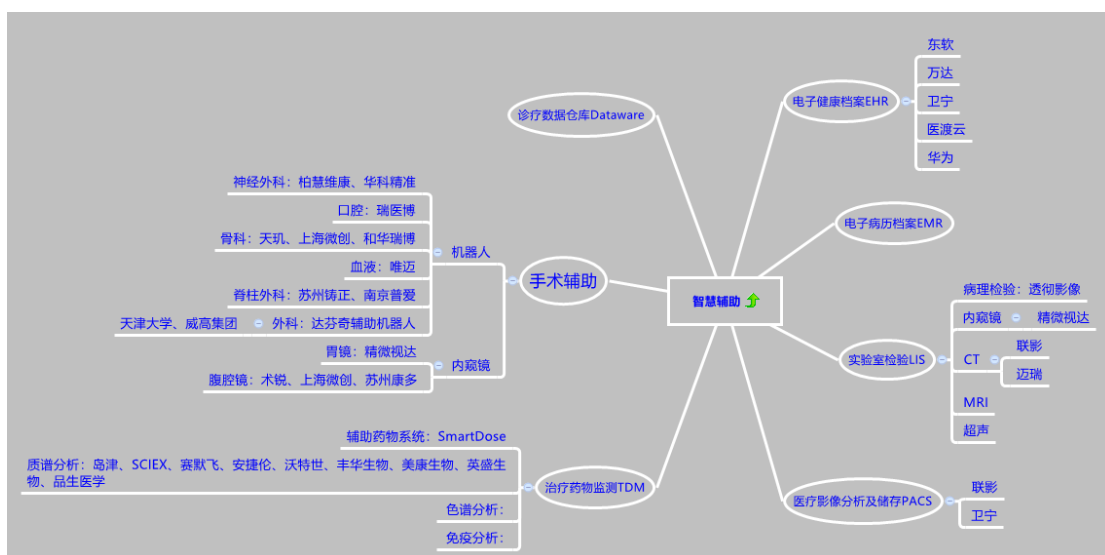 智慧辅助
诊疗数据仓库Dataware
手术辅助
机器人
神经外科：柏慧维康、华科精准
口腔：瑞医博
骨科：天玑、上海微创、和华瑞博
血液：唯迈
脊柱外科：苏州铸正、南京普爱
外科：达芬奇辅助机器人
天津大学、威高集团
内窥镜
胃镜：精微视达
腹腔镜：术锐、上海微创、苏州康多
治疗药物监测TDM
辅助药物系统：SmartDose
质谱分析：岛津、SCIEX、赛默飞、安捷伦、沃特世、丰华生物、美康生物、英盛生
物、品生医学
色谱分析：
免疫分析：
电子健康档案EHR
东软
万达
卫宁
医渡云
华为
电子病历档案EMR
实验室检验LIS
病理检验：透彻影像
内窥镜
精微视达
CT
联影
迈瑞
MRI
超声
医疗影像分析及储存PACS
联影
卫宁